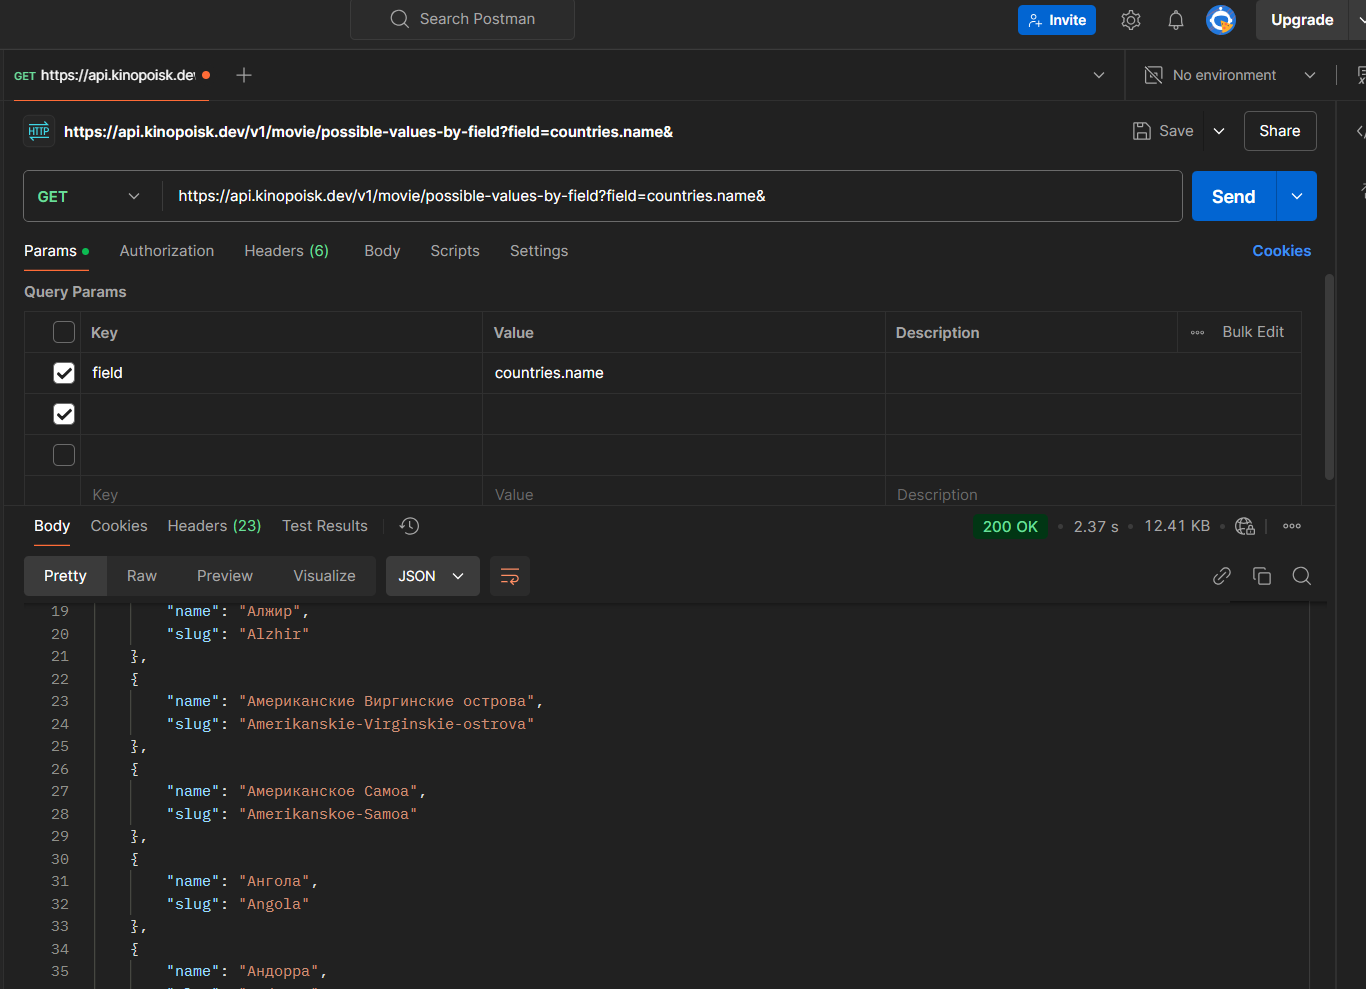 Search Postman
Invite
Upgrade
GET https://api.kinopoisk.de
No environment
HTTP https://api.kinopoisk.dev/v1/movie/possible-values-by-field?field=countries.name&
Save
Share
GET
https://api.kinopoisk.dev/v1/movie/possible-values-by-field?field=countries.name&
Send
Params Authorization Headers (6) Body Scripts Settings Cookies
Query Params
Key Value Description Bulk Edit
field countries.name
Key Value Description
Body Cookies Headers (23) Test Results 200 OK 2.37 s 12.41 KB
Pretty Raw Preview Visualize JSON
19 "name": "Алжир",
20 "slug": "Alzhir"
21 },
22 {
23 "name": "Американские Виргинские острова",
24 "slug": "Amerikanskie-Virginskie-ostrova"
25 },
26 {
27 "name": "Американское Самоа",
28 "slug": "Amerikanskoe-Samoa"
29 },
30 {
31 "name": "Ангола",
32 "slug": "Angola"
33 },
34 {
35 "name": "Андорра",